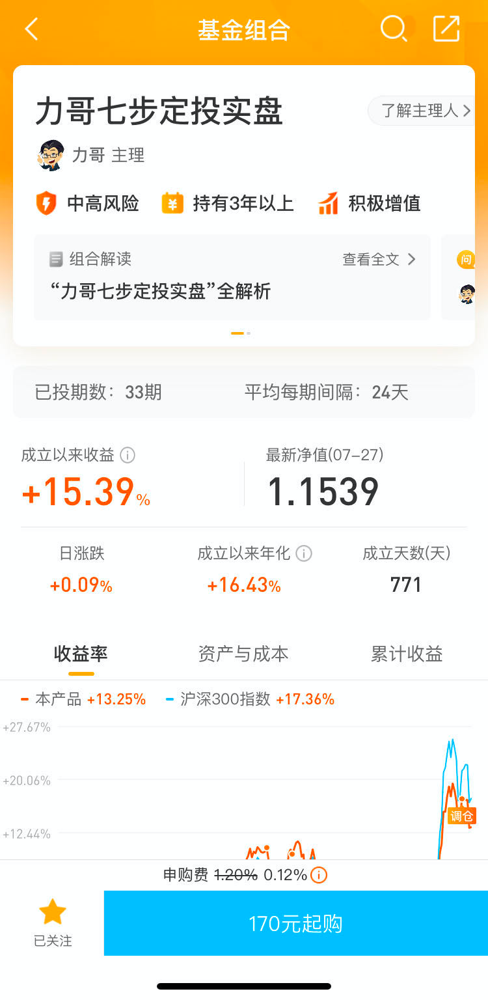 基金组合
力哥七步定投实盘
了解主理人
力哥 主理
中高风险 持有3年以上 积极增值
组合解读 查看全文
问
“力哥七步定投实盘”全解析
已投期数：33期 平均每期间隔：24天
成立以来收益 最新净值(07-27)
+15.39% 1.1539
日涨跌 成立以来年化 成立天数(天)
+0.09% +16.43% 771
收益率 资产与成本 累计收益
本产品 +13.25% 沪深300指数 +17.36%
+27.67%
+20.06%
调仓
+12.44%
申购费 1.20% 0.12%
170元起购
已关注